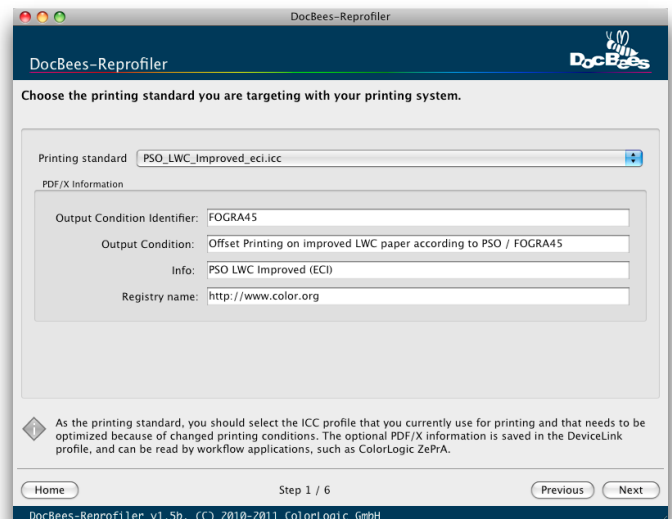 DocBees-Reprofiler
DocBees-Reprofiler
DocBees
Choose the printing standard you are targeting with your printing system.
Printing standard PSO_LWC_Improved_eci.icc
PDF/X Information
Output Condition Identifier: FOGRA45
Output Condition: Offset Printing on improved LWC paper according to PSO / FOGRA45
Info: PSO LWC Improved (ECI)
Registry name: http://www.color.org
As the printing standard, you should select the ICC profile that you currently use for printing and that needs to be
optimized because of changed printing conditions. The optional PDF/X information is saved in the DeviceLink
profile, and can be read by workflow applications, such as ColorLogic ZePrA.
Home Step 1 / 6 Previous Next
DocBees-Reprofiler v1.5b, (C) 2010-2011 ColorLogic GmbH